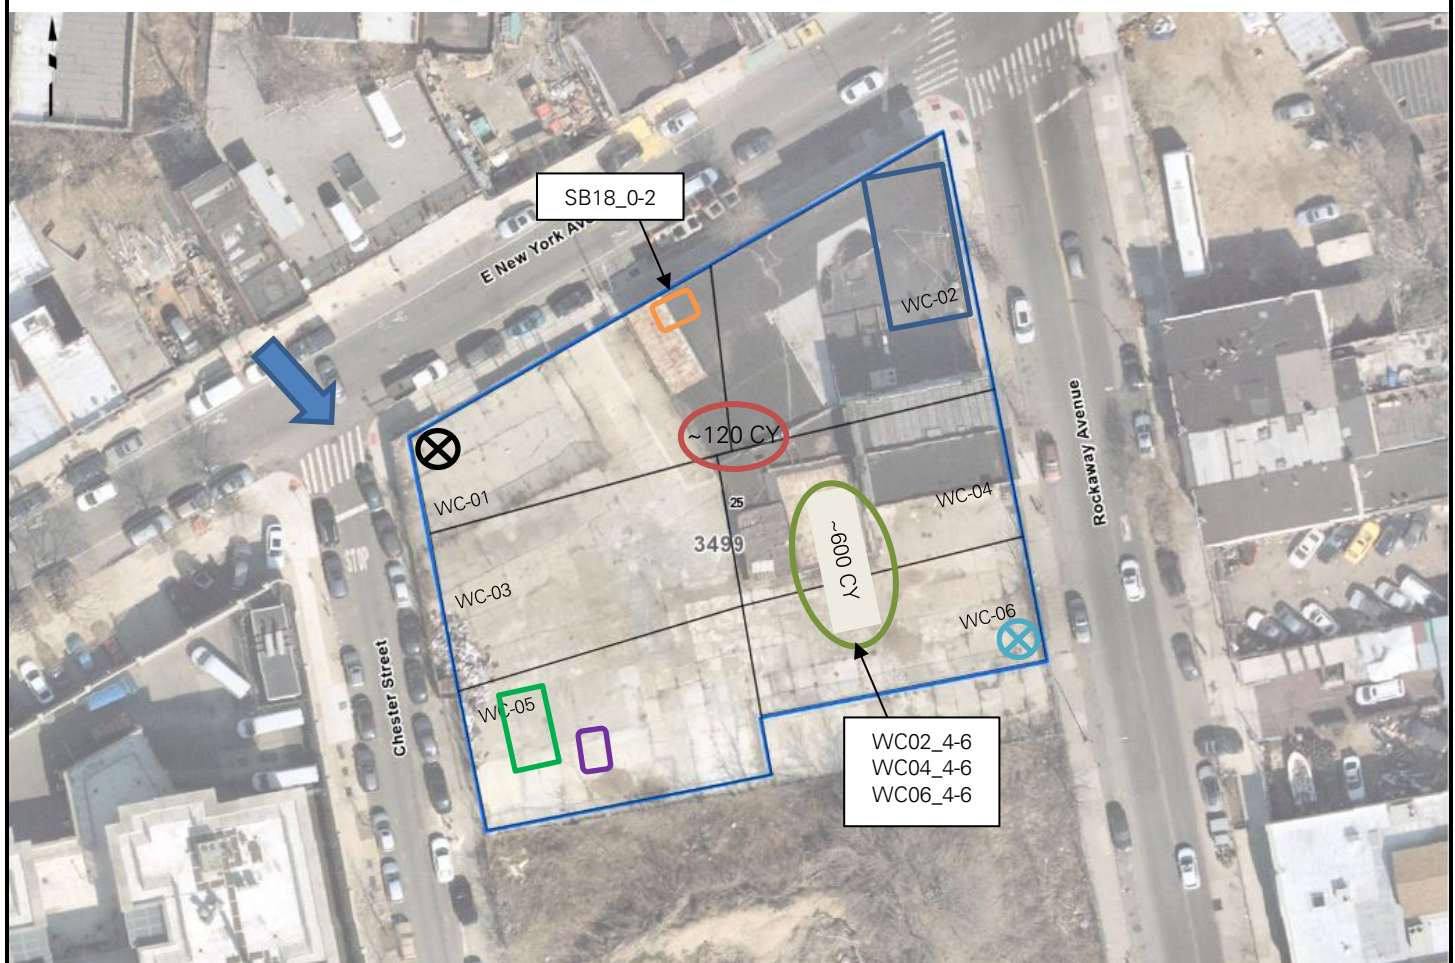 SB18_0-2
E New York Ave
WC-02
~120 CY
WC-01
25
WC-04
3499
~600 CY
WC-03
WC-06
WC-05
Chester Street
Rockaway Avenue
STOP
WC02_4-6
WC04_4-6
WC06_4-6